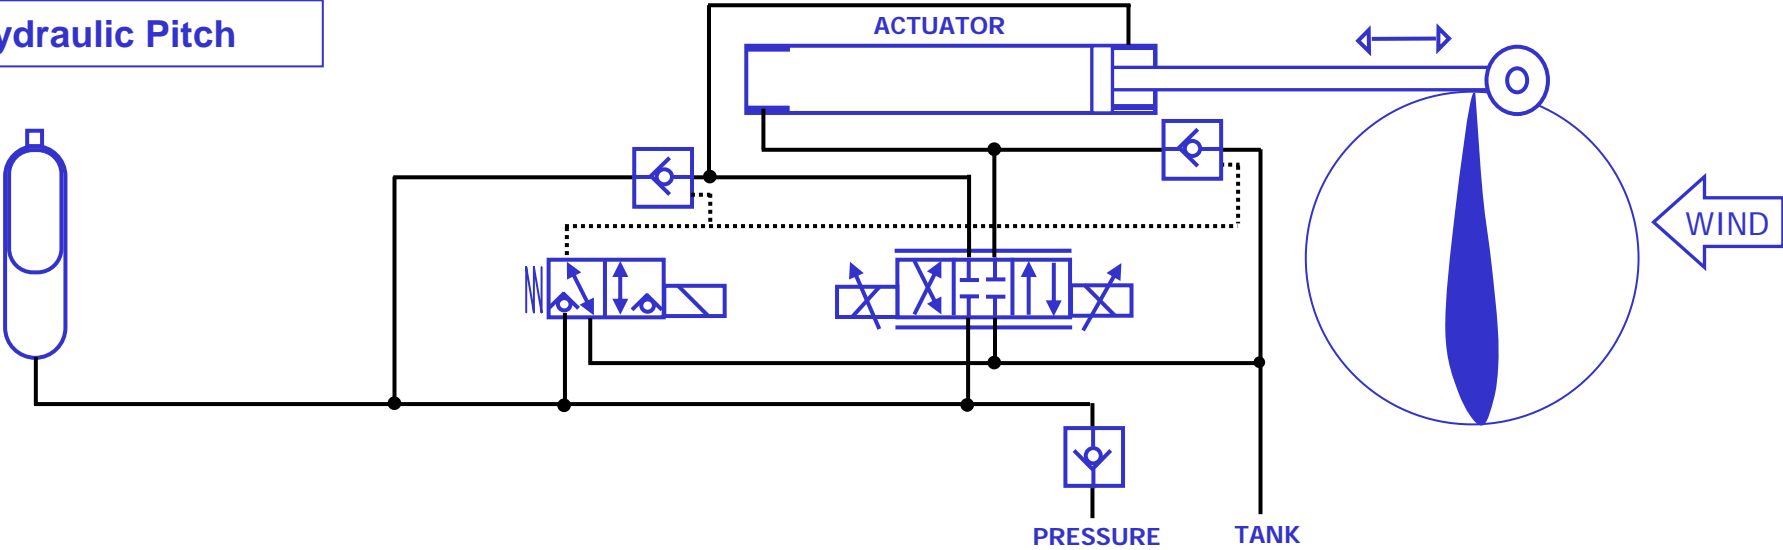 ydraulic Pitch
ACTUATOR
WIND
PRESSURE
TANK